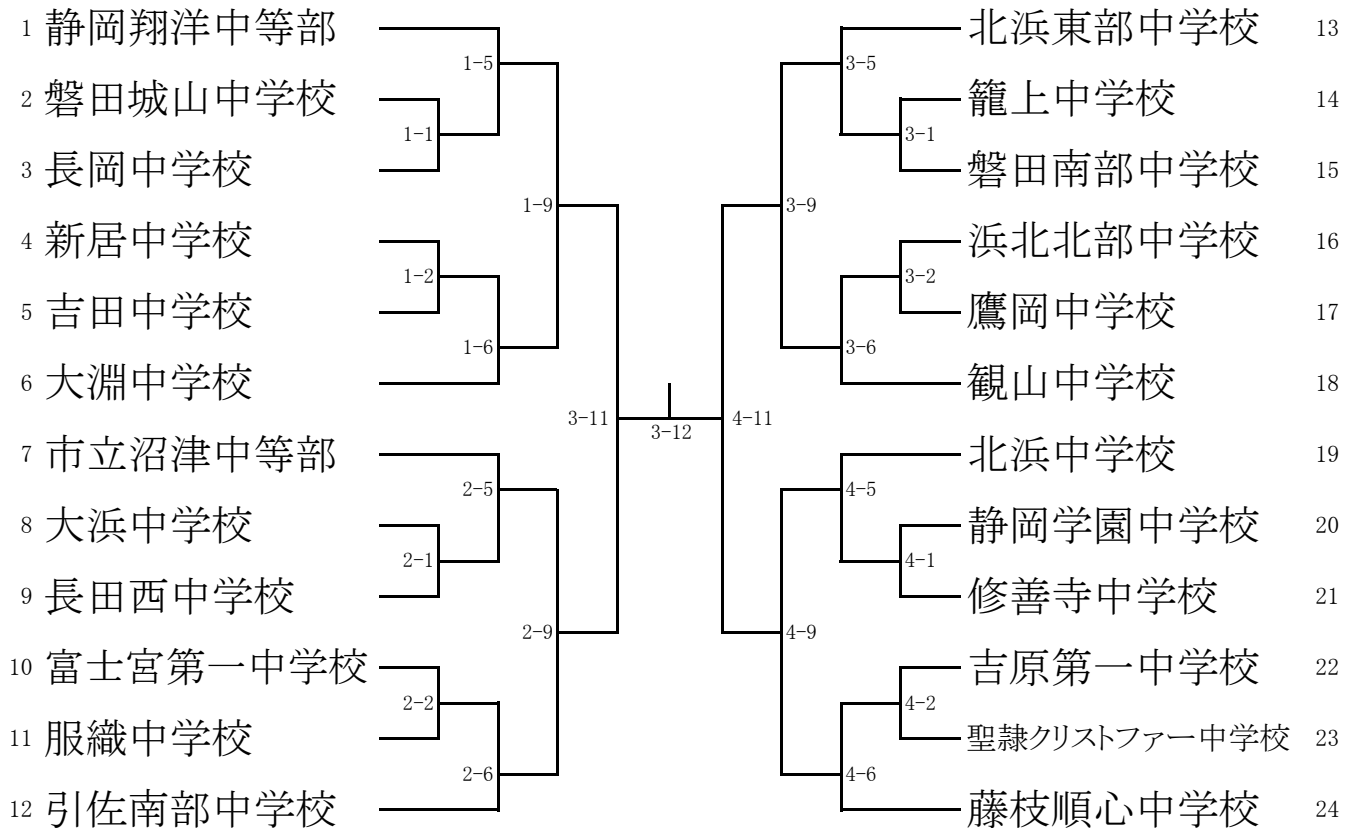 1 静岡翔洋中等部
2 磐田城山中学校
3 長岡中学校
4 新居中学校
5 吉田中学校
6 大淵中学校
7 市立沼津中等部
8 大浜中学校
9 長田西中学校
10 富士宮第一中学校
11 服織中学校
12 引佐南部中学校
1-5
1-1
1-9
1-2
1-6
3-11
2-5
2-1
2-9
2-2
2-6
3-12
3-5
3-1
3-9
3-2
3-6
4-11
4-5
4-1
4-9
4-2
4-6
北浜東部中学校 13
籠上中学校 14
磐田南部中学校 15
浜北北部中学校 16
鷹岡中学校 17
観山中学校 18
北浜中学校 19
静岡学園中学校 20
修善寺中学校 21
吉原第一中学校 22
聖隷クリストファー中学校 23
藤枝順心中学校 24